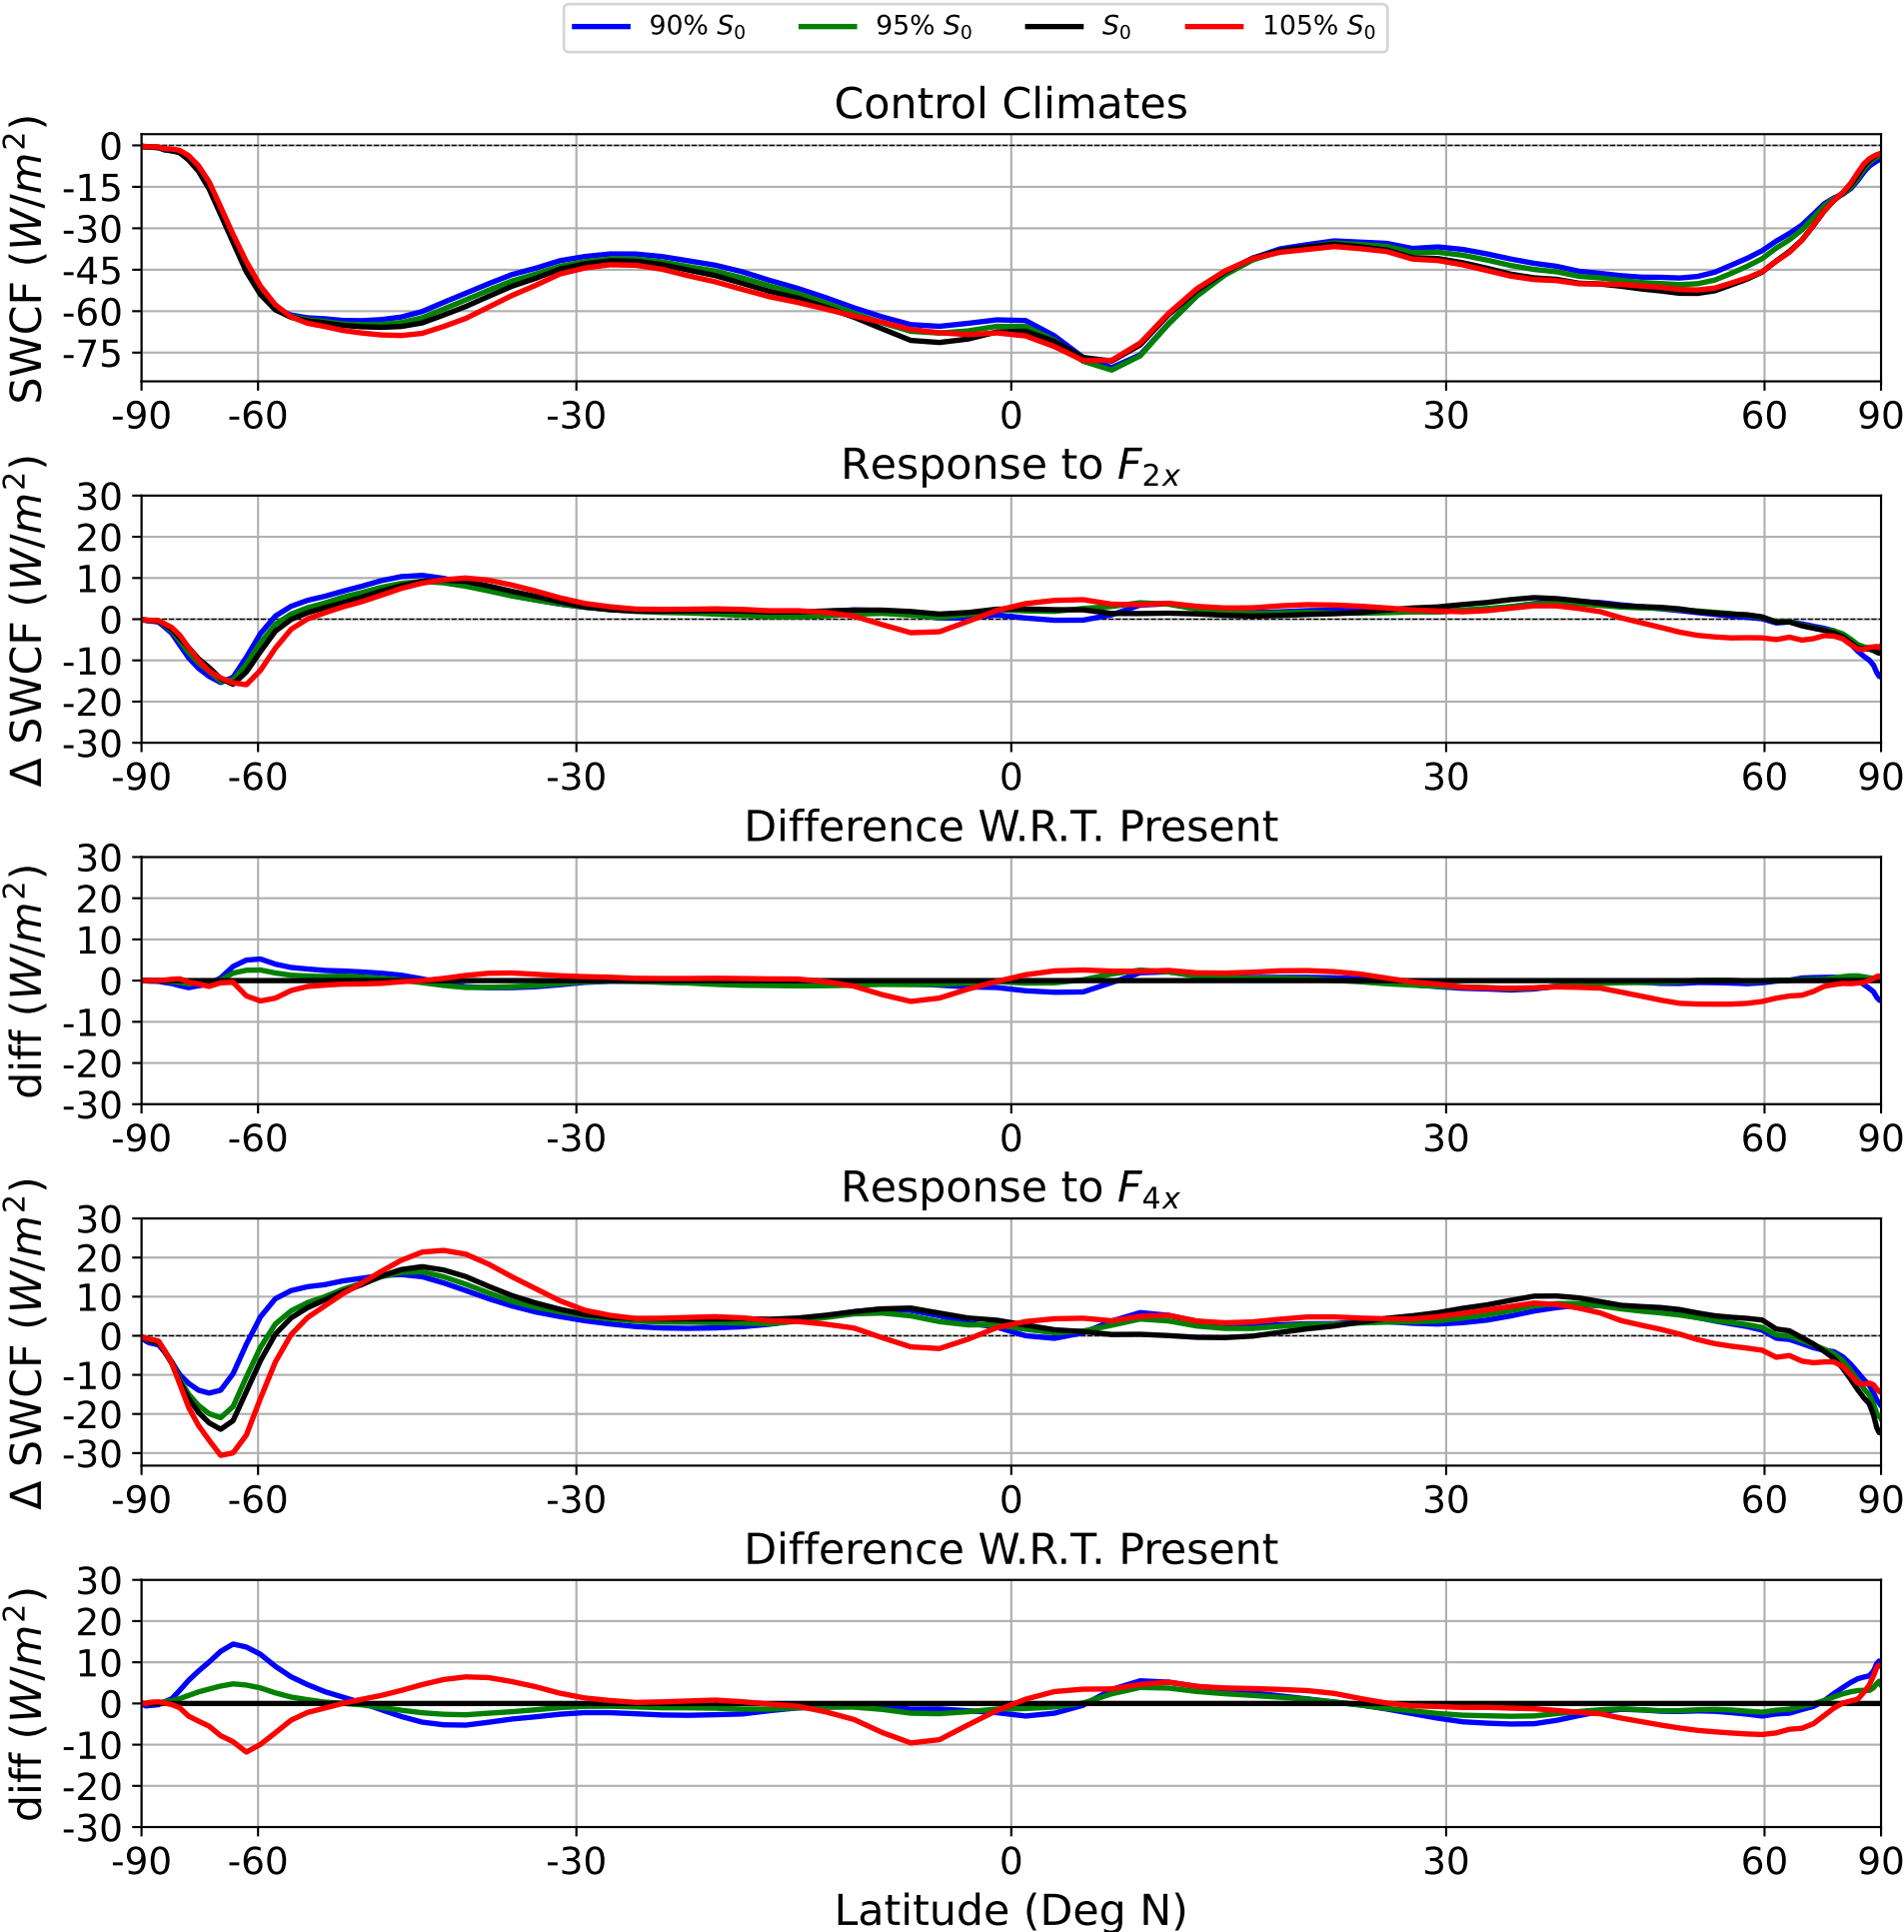 90% S₀ 95% S₀ S₀ 105% S₀
Control Climates
SWCF (W/m²)
0
-15
-30
-45
-60
-75
-90 -60 -30 0 30 60 90
Response to F₂ₓ
Δ SWCF (W/m²)
30
20
10
0
-10
-20
-30
-90 -60 -30 0 30 60 90
Difference W.R.T. Present
diff (W/m²)
30
20
10
0
-10
-20
-30
-90 -60 -30 0 30 60 90
Response to F₄ₓ
Δ SWCF (W/m²)
30
20
10
0
-10
-20
-30
-90 -60 -30 0 30 60 90
Difference W.R.T. Present
diff (W/m²)
30
20
10
0
-10
-20
-30
-90 -60 -30 0 30 60 90
Latitude (Deg N)